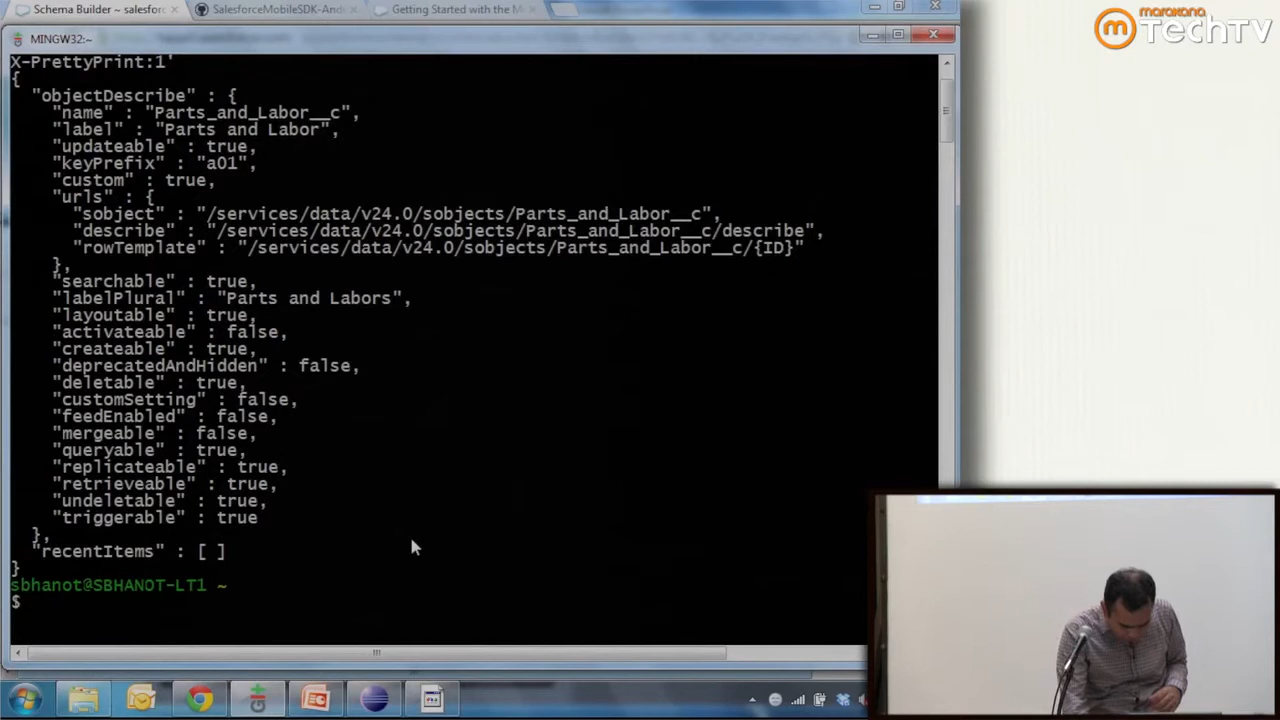 Schema Builder ~ salesforc
SalesforceMobileSDK-And
Getting Started with the M
maraкana
TechTV
MINGW32:~
X-PrettyPrint:1'
{
"objectDescribe" : {
"name" : "Parts_and_Labor__c",
"label" : "Parts and Labor",
"updateable" : true,
"keyPrefix" : "a01",
"custom" : true,
"urls" : {
"sobject" : "/services/data/v24.0/sobjects/Parts_and_Labor__c",
"describe" : "/services/data/v24.0/sobjects/Parts_and_Labor__c/describe",
"rowTemplate" : "/services/data/v24.0/sobjects/Parts_and_Labor__c/{ID}"
},
"searchable" : true,
"labelPlural" : "Parts and Labors",
"layoutable" : true,
"activateable" : false,
"createable" : true,
"deprecatedAndHidden" : false,
"deletable" : true,
"customSetting" : false,
"feedEnabled" : false,
"mergeable" : false,
"queryable" : true,
"replicateable" : true,
"retrieveable" : true,
"undeletable" : true,
"triggerable" : true
},
"recentItems" : [ ]
}
sbhanot@SBHANOT-LT1 ~
$